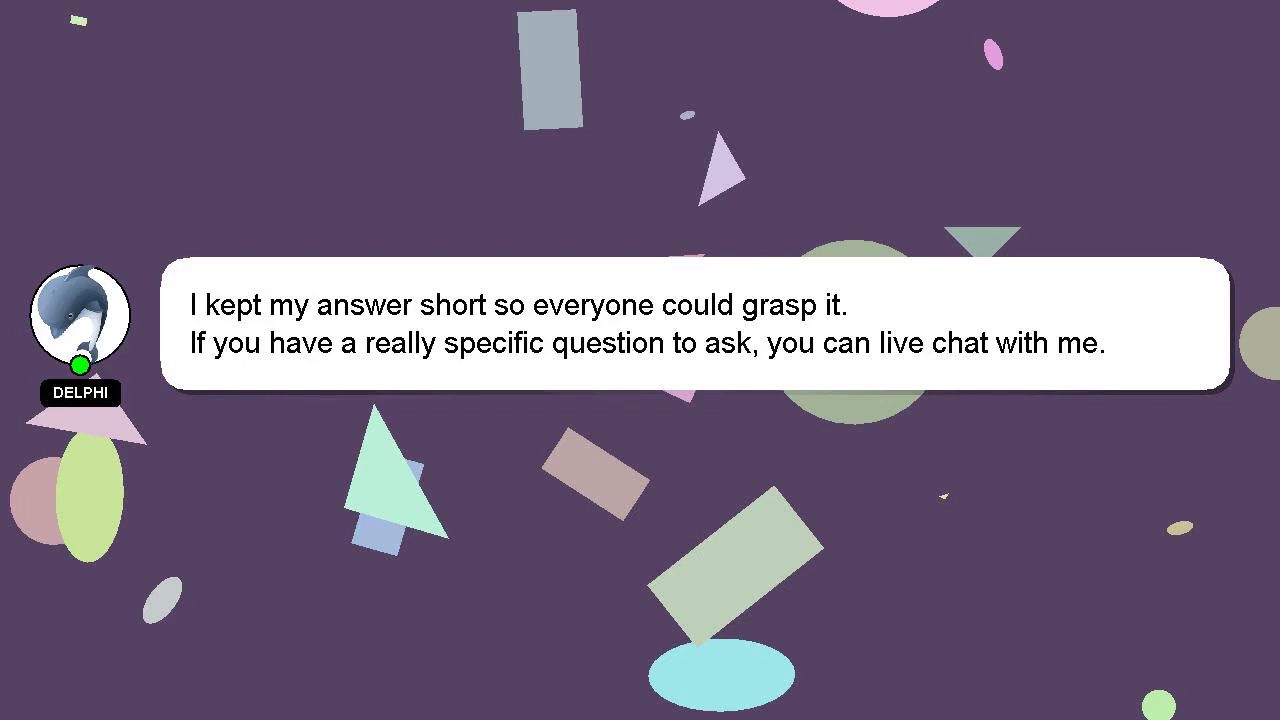 I kept my answer short so everyone could grasp it.
If you have a really specific question to ask, you can live chat with me.
DELPHI